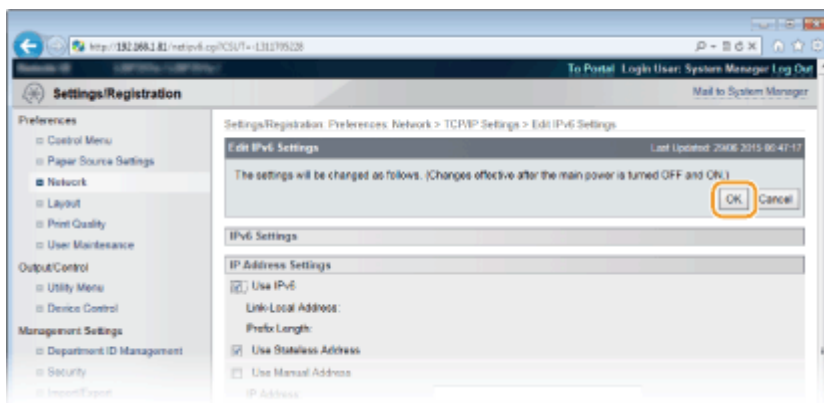 http://192.168.1.81/netipv6.cgi?CSUT=-1311795228
To Portal Login User: System Manager Log Out
Settings/Registration
Mail to System Manager
Preferences
Control Menu
Paper Source Settings
Network
Layout
Print Quality
User Maintenance
Output/Control
Utility Menu
Device Control
Management Settings
Department ID Management
Security
Import/Export
Settings/Registration: Preferences: Network > TCP/IP Settings > Edit IPv6 Settings
Edit IPv6 Settings
Last Updated: 29/06 2015 06:47:17
The settings will be changed as follows. (Changes effective after the main power is turned OFF and ON.)
OK
Cancel
IPv6 Settings
IP Address Settings
Use IPv6
Link-Local Address:
Prefix Length:
Use Stateless Address
Use Manual Address
IP Address: